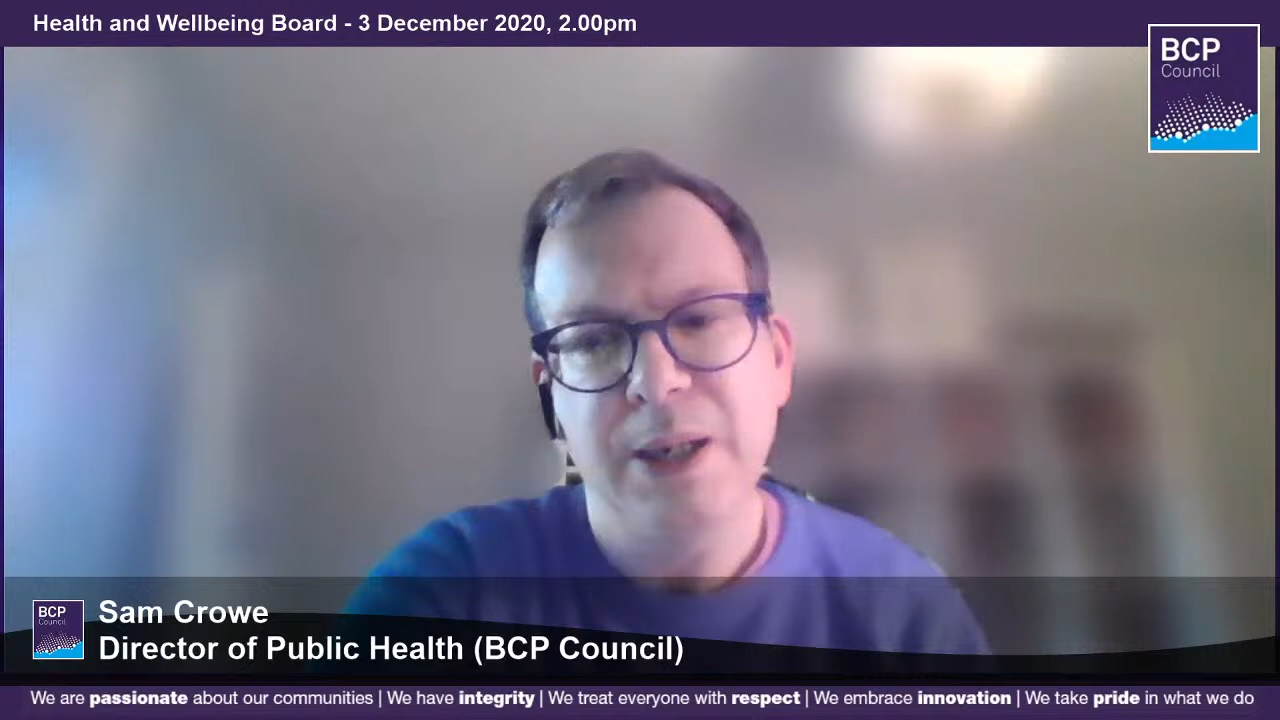 Health and Wellbeing Board - 3 December 2020, 2.00pm
BCP
Council
BCP
Council
Sam Crowe
Director of Public Health (BCP Council)
We are passionate about our communities | We have integrity | We treat everyone with respect | We embrace innovation | We take pride in what we do